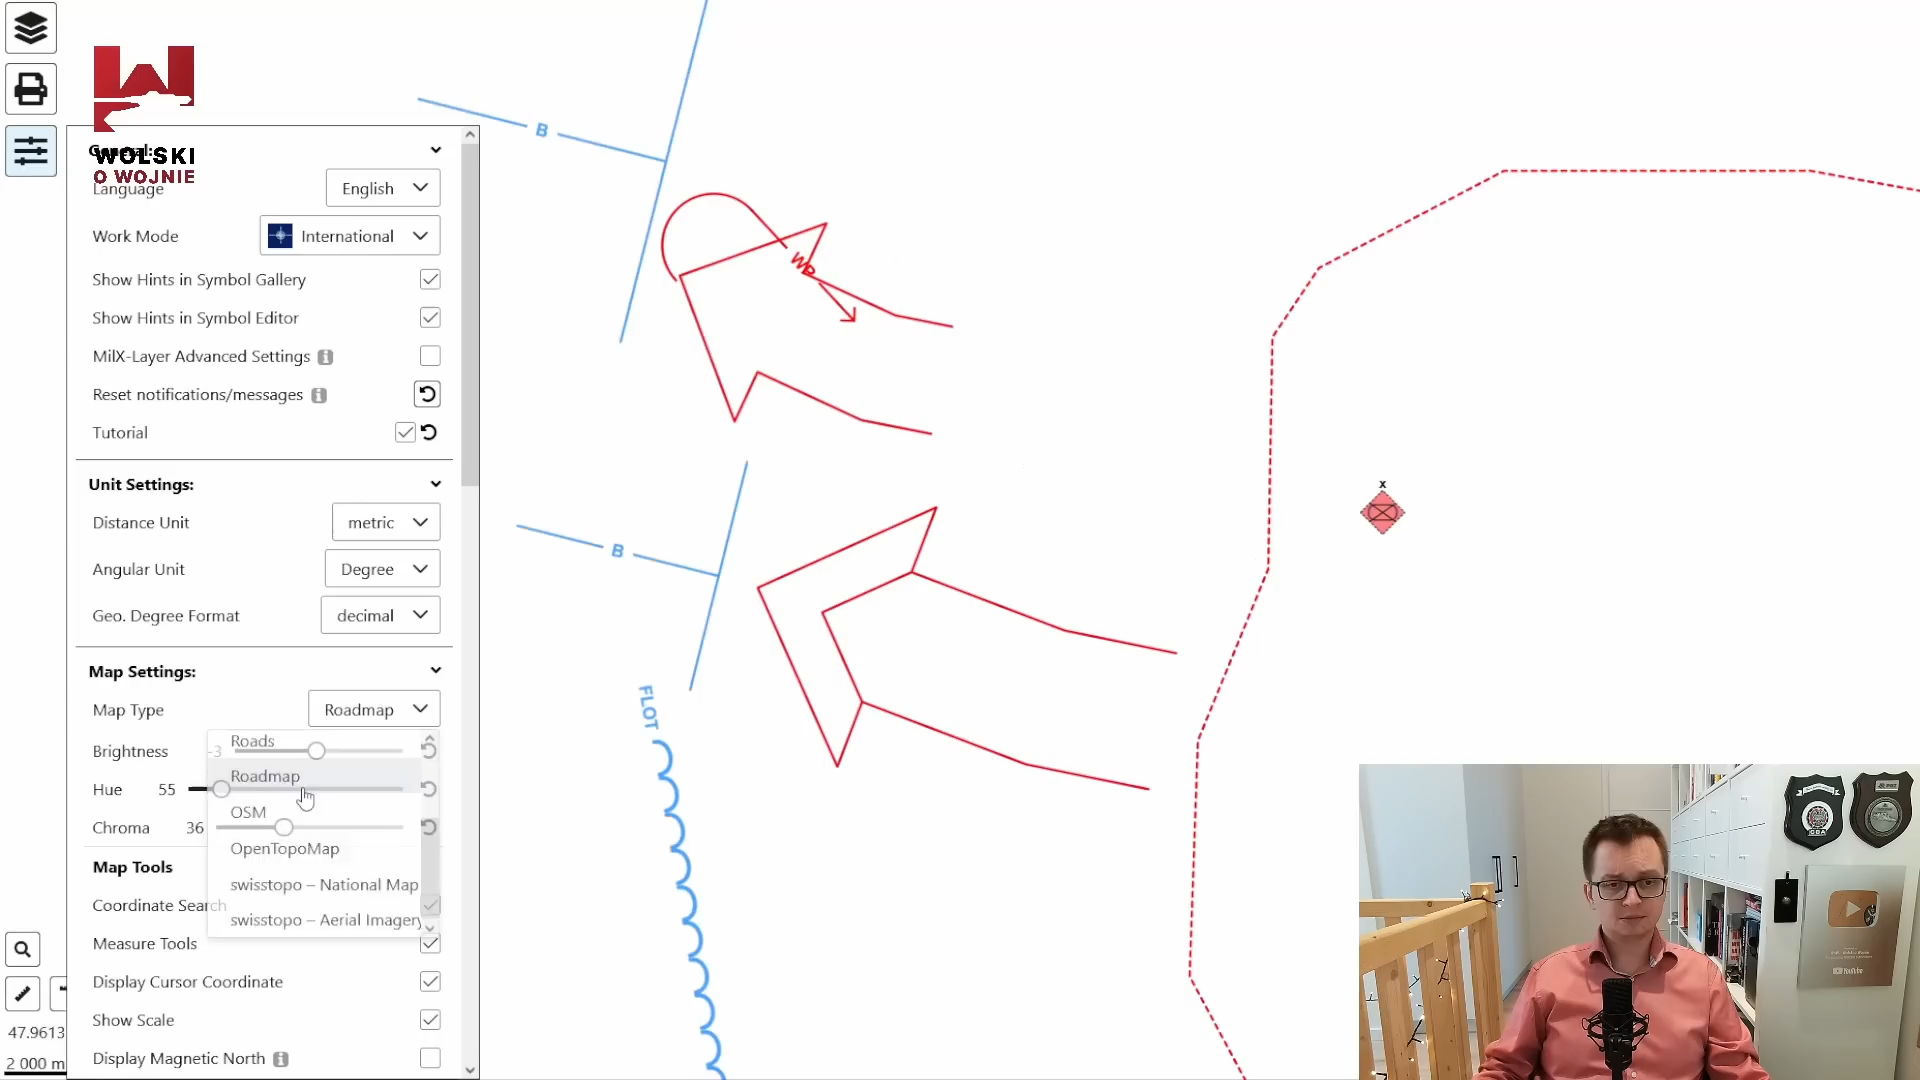 WOLSKI
O WOJNIE
Language
English
Work Mode
International
Show Hints in Symbol Gallery
Show Hints in Symbol Editor
MilX-Layer Advanced Settings
Reset notifications/messages
Tutorial
Unit Settings:
Distance Unit
metric
Angular Unit
Degree
Geo. Degree Format
decimal
Map Settings:
Map Type
Roadmap
Brightness
-3
Roads
Roadmap
Hue
55
OSM
Chroma
36
OpenTopoMap
Map Tools
swisstopo – National Map
Coordinate Search
swisstopo – Aerial Imagery
Measure Tools
Display Cursor Coordinate
Show Scale
Display Magnetic North
47.9613
2 000 m
B
B
FLOT
x
YouTube